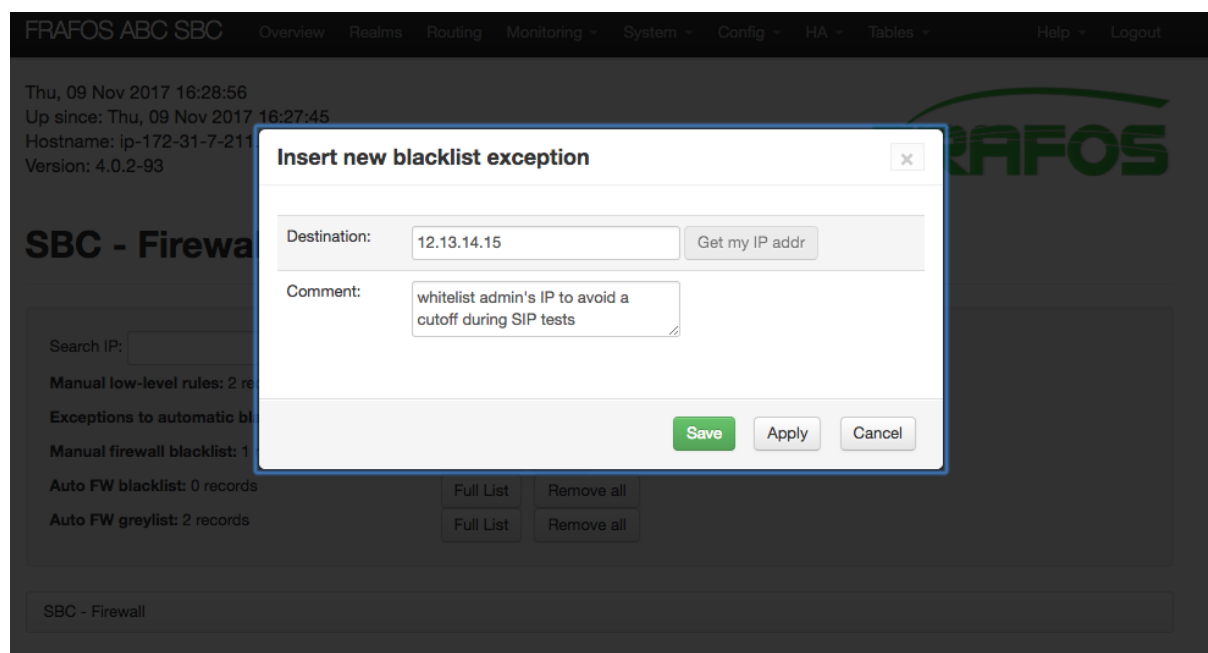 FRAFOS ABC SBC Overview Realms Routing Monitoring System Config HA Tables Help Logout
Thu, 09 Nov 2017 16:28:56
Up since: Thu, 09 Nov 2017 16:27:45
Hostname: ip-172-31-7-211
Version: 4.0.2-93
FRAFOS
SBC - Firewa
Insert new blacklist exception
×
Destination: 12.13.14.15 Get my IP addr
Comment: whitelist admin's IP to avoid a
cutoff during SIP tests
Save Apply Cancel
Search IP:
Manual low-level rules: 2 re
Exceptions to automatic bla
Manual firewall blacklist: 1
Auto FW blacklist: 0 records Full List Remove all
Auto FW greylist: 2 records Full List Remove all
SBC - Firewall